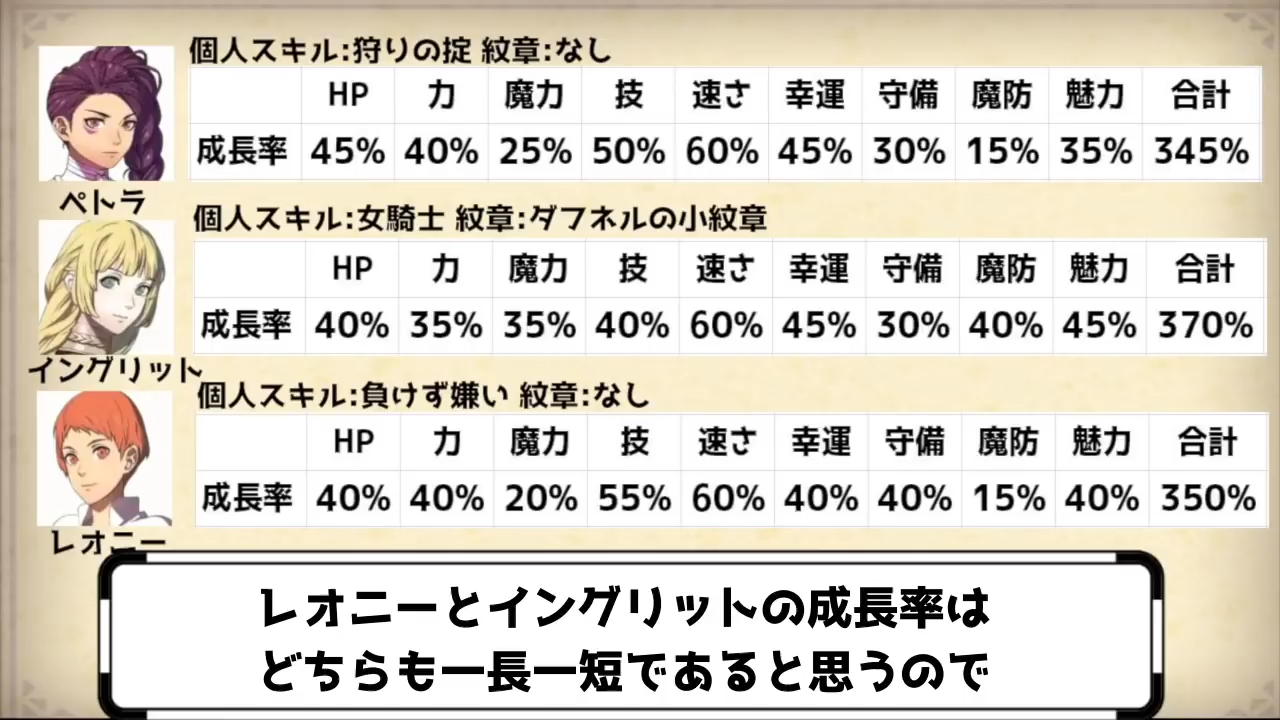 個人スキル:狩りの掟 紋章:なし
HP 力 魔力 技 速さ 幸運 守備 魔防 魅力 合計
成長率 45% 40% 25% 50% 60% 45% 30% 15% 35% 345%
ペトラ
個人スキル:女騎士 紋章:ダフネルの小紋章
HP 力 魔力 技 速さ 幸運 守備 魔防 魅力 合計
成長率 40% 35% 35% 40% 60% 45% 30% 40% 45% 370%
イングリット
個人スキル:負けず嫌い 紋章:なし
HP 力 魔力 技 速さ 幸運 守備 魔防 魅力 合計
成長率 40% 40% 20% 55% 60% 40% 40% 15% 40% 350%
レオニー
レオニーとイングリットの成長率は
どちらも一長一短であると思うので